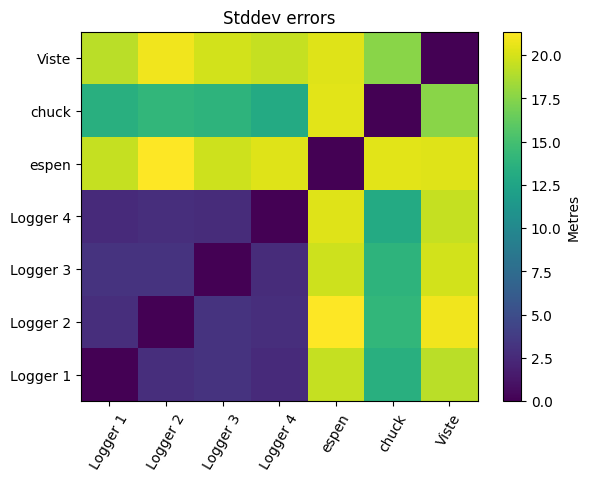 Stddev errors
Viste
chuck
espen
Logger 4
Logger 3
Logger 2
Logger 1
Logger 1
Logger 2
Logger 3
Logger 4
espen
chuck
Viste
20.0
17.5
15.0
12.5
10.0
7.5
5.0
2.5
0.0
Metres